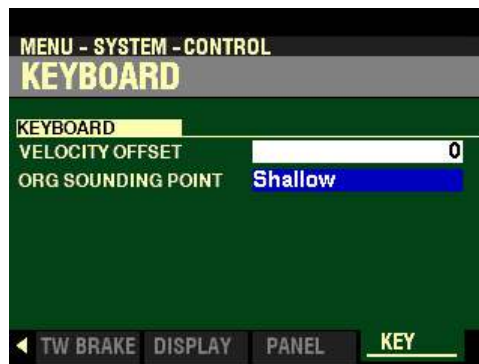 MENU - SYSTEM - CONTROL
KEYBOARD
KEYBOARD
VELOCITY OFFSET 0
ORG SOUNDING POINT Shallow
TW BRAKE DISPLAY PANEL KEY